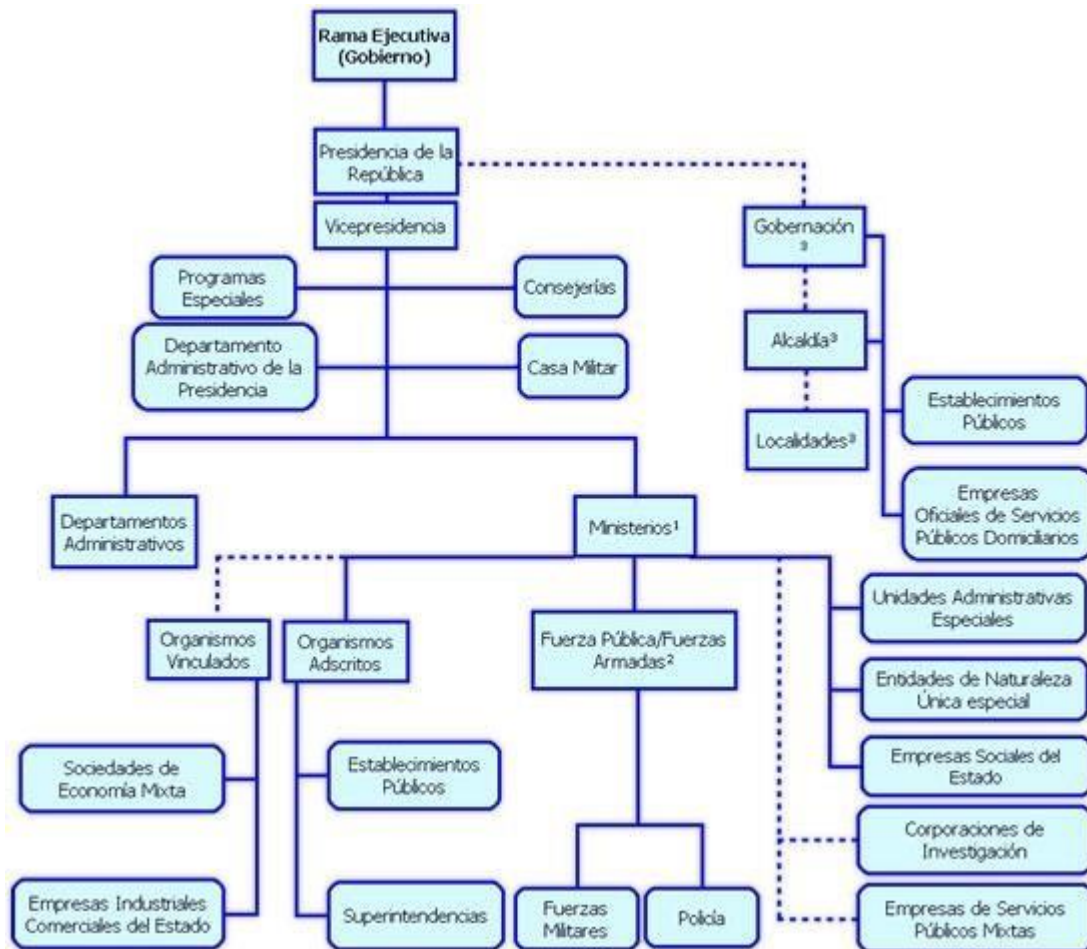 Rama Ejecutiva
(Gobierno)
Presidencia de la
República
Vicepresidencia
Gobernación
³
Programas
Especiales
Consejerías
Alcaldía³
Departamento
Administrativo de la
Presidencia
Casa Militar
Establecimientos
Públicos
Localidades³
Empresas
Oficiales de Servicios
Públicos Domiciliarios
Departamentos
Administrativos
Ministerios¹
Unidades Administrativas
Especiales
Organismos
Vinculados
Organismos
Adscritos
Fuerza Pública/Fuerzas
Armadas²
Entidades de Naturaleza
Única especial
Sociedades de
Economía Mixta
Establecimientos
Públicos
Empresas Sociales del
Estado
Corporaciones de
Investigación
Empresas Industriales
Comerciales del Estado
Superintendencias
Fuerzas
Militares
Policía
Empresas de Servicios
Públicos Mixtas